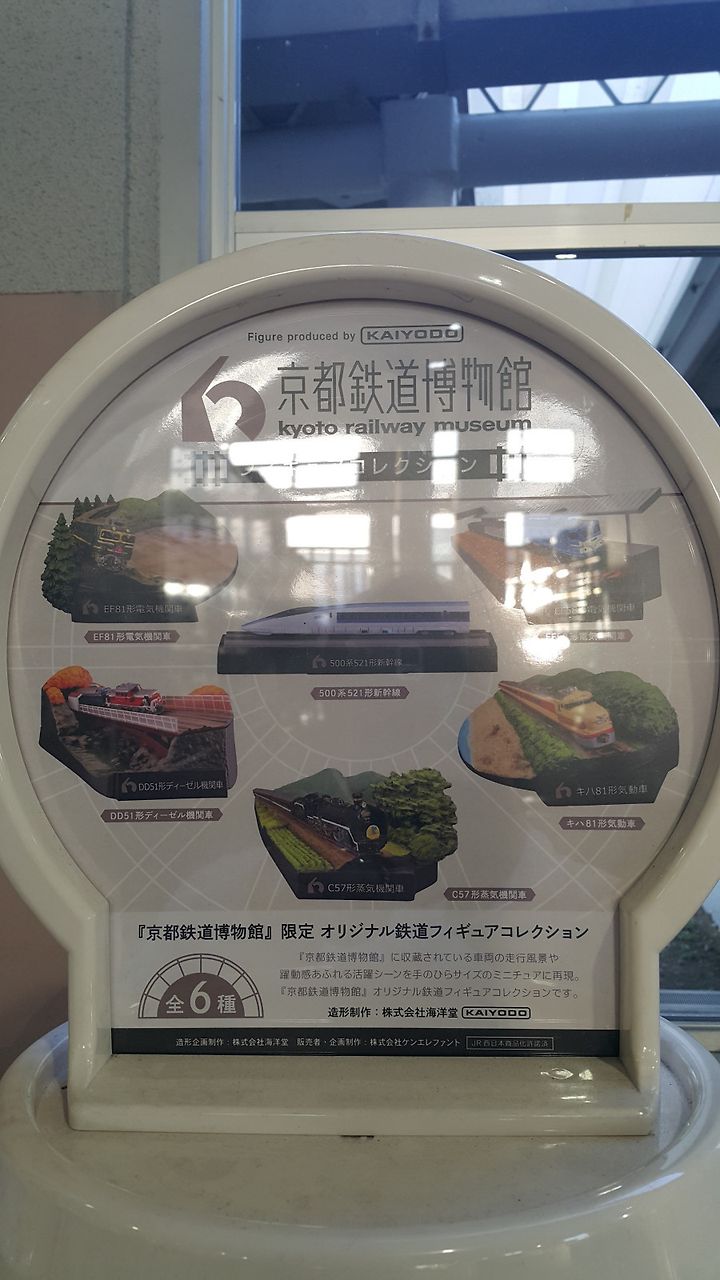 Figure produced by KAIYODO
京都鉄道博物館
kyoto railway museum
フィギュアコレクション
EF81形電気機関車
EF81形電気機関車
電気機関車
電気機関車
500系521形新幹線
500系521形新幹線
DD51形ディーゼル機関車
DD51形ディーゼル機関車
キハ81形気動車
キハ81形気動車
C57形蒸気機関車
C57形蒸気機関車
『京都鉄道博物館』限定 オリジナル鉄道フィギュアコレクション
全6種
『京都鉄道博物館』に収蔵されている車両の走行風景や
躍動感あふれる活躍シーンを手のひらサイズのミニチュアに再現。
『京都鉄道博物館』オリジナル鉄道フィギュアコレクションです。
造形制作：株式会社海洋堂 KAIYODO
造形企画制作：株式会社海洋堂 販売者・企画制作：株式会社ケンエレファント JR西日本商品化許諾済